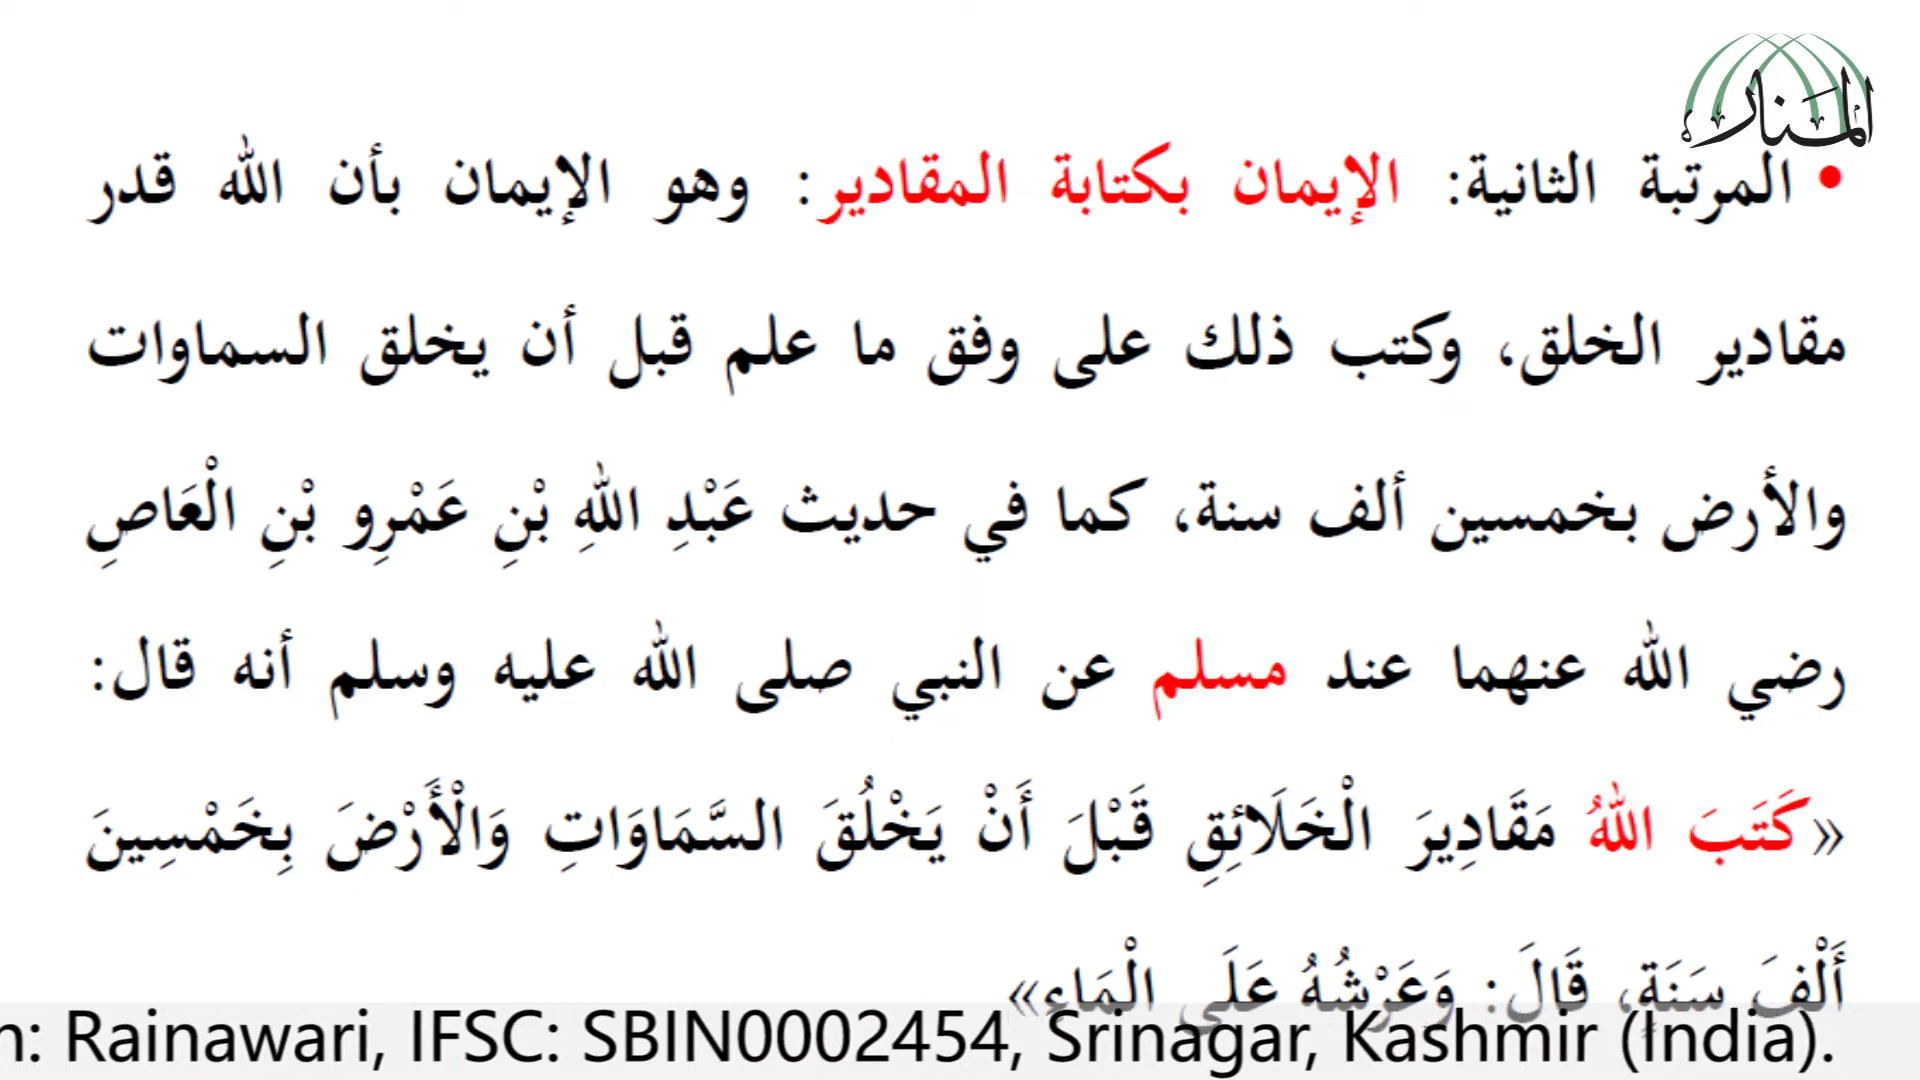 المنار
• المرتبة الثانية: الإيمان بكتابة المقادير: وهو الإيمان بأن الله قدر
مقادير الخلق، وكتب ذلك على وفق ما علم قبل أن يخلق السماوات
والأرض بخمسين ألف سنة، كما في حديث عَبْدِ اللهِ بْنِ عَمْرِو بْنِ الْعَاصِ
رضي الله عنهما عند مسلم عن النبي صلى الله عليه وسلم أنه قال:
«كَتَبَ اللهُ مَقَادِيرَ الْخَلَائِقِ قَبْلَ أَنْ يَخْلُقَ السَّمَاوَاتِ وَالْأَرْضَ بِخَمْسِينَ
أَلْفَ سَنَةٍ، قَالَ: وَعَرْشُهُ عَلَى الْمَاءِ»
: Rainawari, IFSC: SBIN0002454, Srinagar, Kashmir (India).